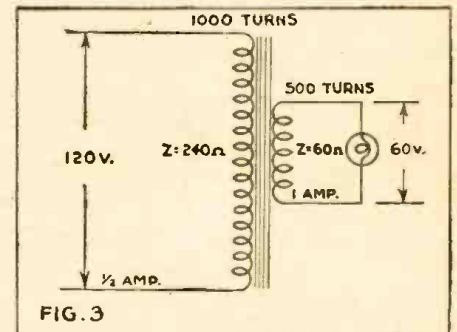 1000 TURNS
500 TURNS
120V.
Z=240Ω
Z=60Ω
60V.
1 AMP.
½ AMP.
FIG.3